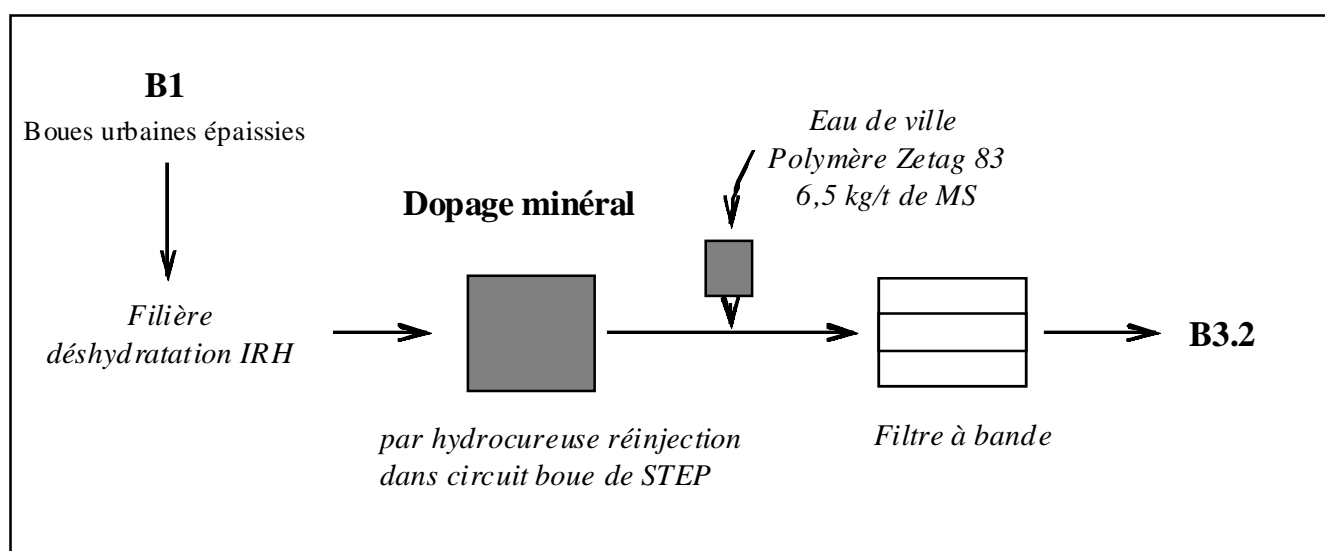 B1
Boues urbaines épaissies
Filière
déshydratation IRH
Dopage minéral
par hydrocureuse réinjection
dans circuit boue de STEP
Eau de ville
Polymère Zetag 83
6,5 kg/t de MS
Filtre à bande
B3.2